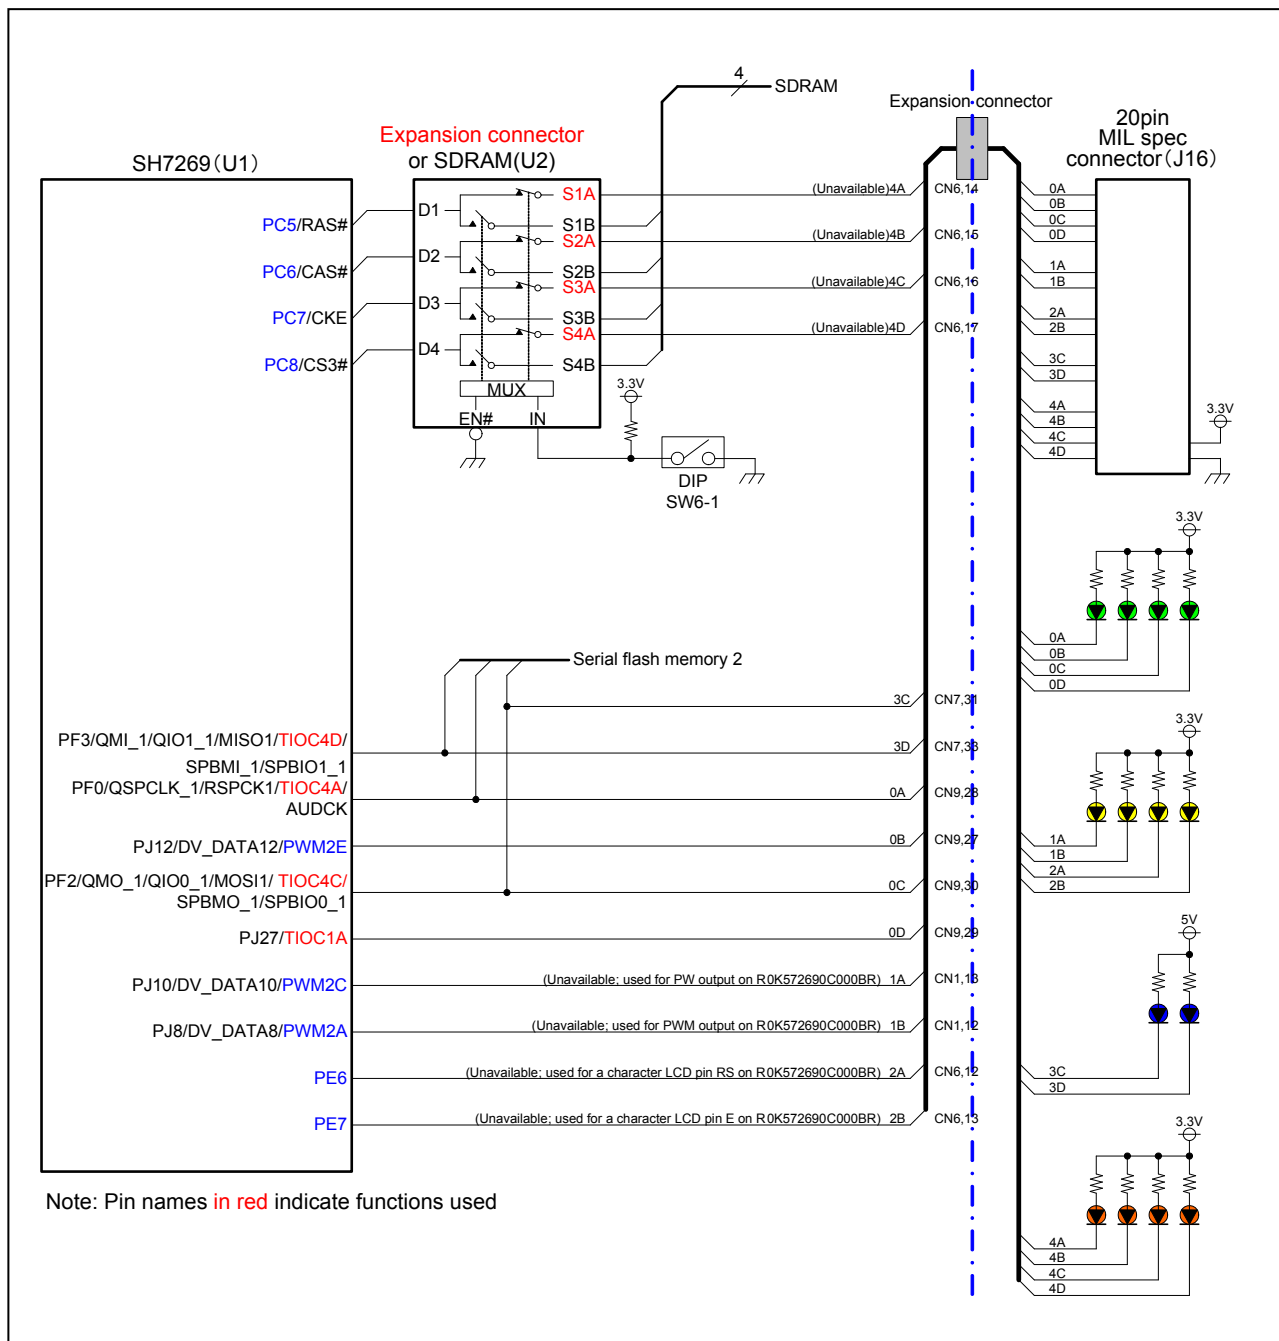 4
SDRAM
Expansion connector
Expansion connector
or SDRAM(U2)
20pin
MIL spec
connector(J16)
SH7269(U1)
D1
S1A
S1B
D2
S2A
S2B
D3
S3A
S3B
D4
S4A
S4B
MUX
EN#
IN
PC5/RAS#
PC6/CAS#
PC7/CKE
PC8/CS3#
3.3V
DIP
SW6-1
(Unavailable)4A
CN6,14
(Unavailable)4B
CN6,15
(Unavailable)4C
CN6,16
(Unavailable)4D
CN6,17
0A
0B
0C
0D
1A
1B
2A
2B
3C
3D
4A
4B
4C
4D
3.3V
3.3V
0A
0B
0C
0D
Serial flash memory 2
3C
CN7,31
PF3/QMI_1/QIO1_1/MISO1/TIOC4D/
SPBMI_1/SPBIO1_1
3D
CN7,33
PF0/QSPCLK_1/RSPCK1/TIOC4A/
AUDCK
0A
CN9,28
PJ12/DV_DATA12/PWM2E
0B
CN9,27
PF2/QMO_1/QIO0_1/MOSI1/ TIOC4C/
SPBMO_1/SPBIO0_1
0C
CN9,30
PJ27/TIOC1A
0D
CN9,29
PJ10/DV_DATA10/PWM2C
(Unavailable; used for PW output on R0K572690C000BR) 1A
CN1,13
PJ8/DV_DATA8/PWM2A
(Unavailable; used for PWM output on R0K572690C000BR) 1B
CN1,12
PE6
(Unavailable; used for a character LCD pin RS on R0K572690C000BR) 2A
CN6,12
PE7
(Unavailable; used for a character LCD pin E on R0K572690C000BR) 2B
CN6,13
3.3V
1A
1B
2A
2B
5V
3C
3D
3.3V
4A
4B
4C
4D
Note: Pin names in red indicate functions used